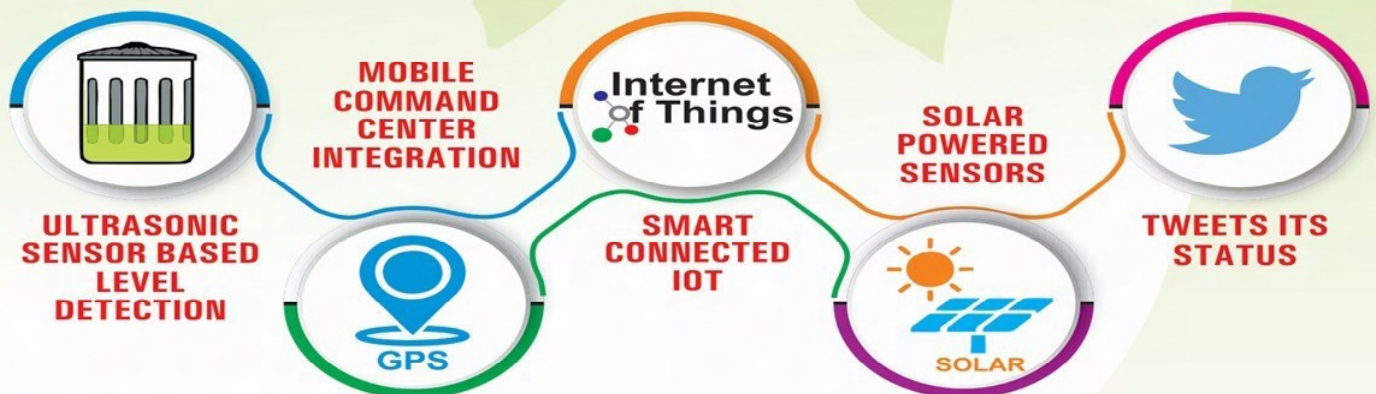 ULTRASONIC
SENSOR BASED
LEVEL
DETECTION
MOBILE
COMMAND
CENTER
INTEGRATION
GPS
Internet
of Things
SMART
CONNECTED
IOT
SOLAR
POWERED
SENSORS
SOLAR
TWEETS ITS
STATUS